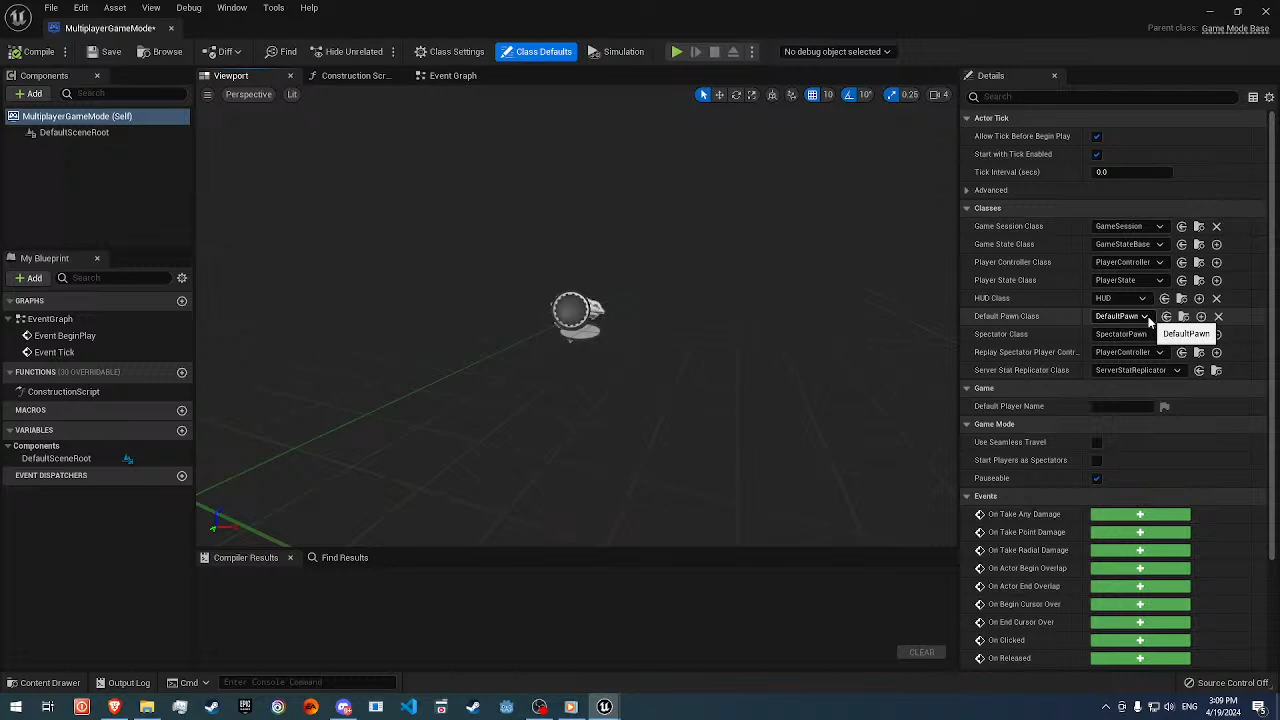 File Edit Asset View Debug Window Tools Help
MultiplayerGameMode*
Parent class: Game Mode Base
Compile Save Browse Diff Find Hide Unrelated Class Settings Class Defaults Simulation No debug object selected
Components
Viewport Construction Scr... Event Graph
Details
Add Search
Perspective Lit 10 10° 0.25 4
Search
MultiplayerGameMode (Self)
DefaultSceneRoot
Actor Tick
Allow Tick Before Begin Play
Start with Tick Enabled
Tick Interval (secs) 0.0
Advanced
Classes
Game Session Class GameSession
Game State Class GameStateBase
Player Controller Class PlayerController
Player State Class PlayerState
HUD Class HUD
Default Pawn Class DefaultPawn
Spectator Class SpectatorPawn DefaultPawn
Replay Spectator Player Contr... PlayerController
Server Stat Replicator Class ServerStatReplicator
Game
Default Player Name
Game Mode
Use Seamless Travel
Start Players as Spectators
Pauseable
Events
On Take Any Damage
On Take Point Damage
On Take Radial Damage
On Actor Begin Overlap
On Actor End Overlap
On Begin Cursor Over
On End Cursor Over
On Clicked
On Released
My Blueprint
Add Search
GRAPHS
EventGraph
Event BeginPlay
Event Tick
FUNCTIONS (30 OVERRIDABLE)
ConstructionScript
MACROS
VARIABLES
Components
DefaultSceneRoot
EVENT DISPATCHERS
Compiler Results Find Results
CLEAR
Content Drawer Output Log Cmd Enter Console Command Source Control Off
3:09 PM
4/19/2024